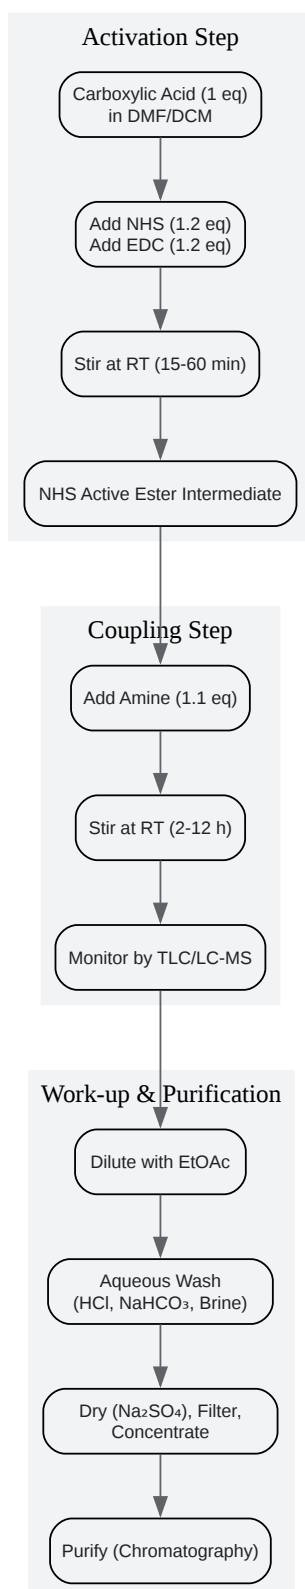 Activation Step
Carboxylic Acid (1 eq)
in DMF/DCM
Add NHS (1.2 eq)
Add EDC (1.2 eq)
Stir at RT (15-60 min)
NHS Active Ester Intermediate
Coupling Step
Add Amine (1.1 eq)
Stir at RT (2-12 h)
Monitor by TLC/LC-MS
Work-up & Purification
Dilute with EtOAc
Aqueous Wash
(HCl, NaHCO₃, Brine)
Dry (Na₂SO₄), Filter,
Concentrate
Purify (Chromatography)